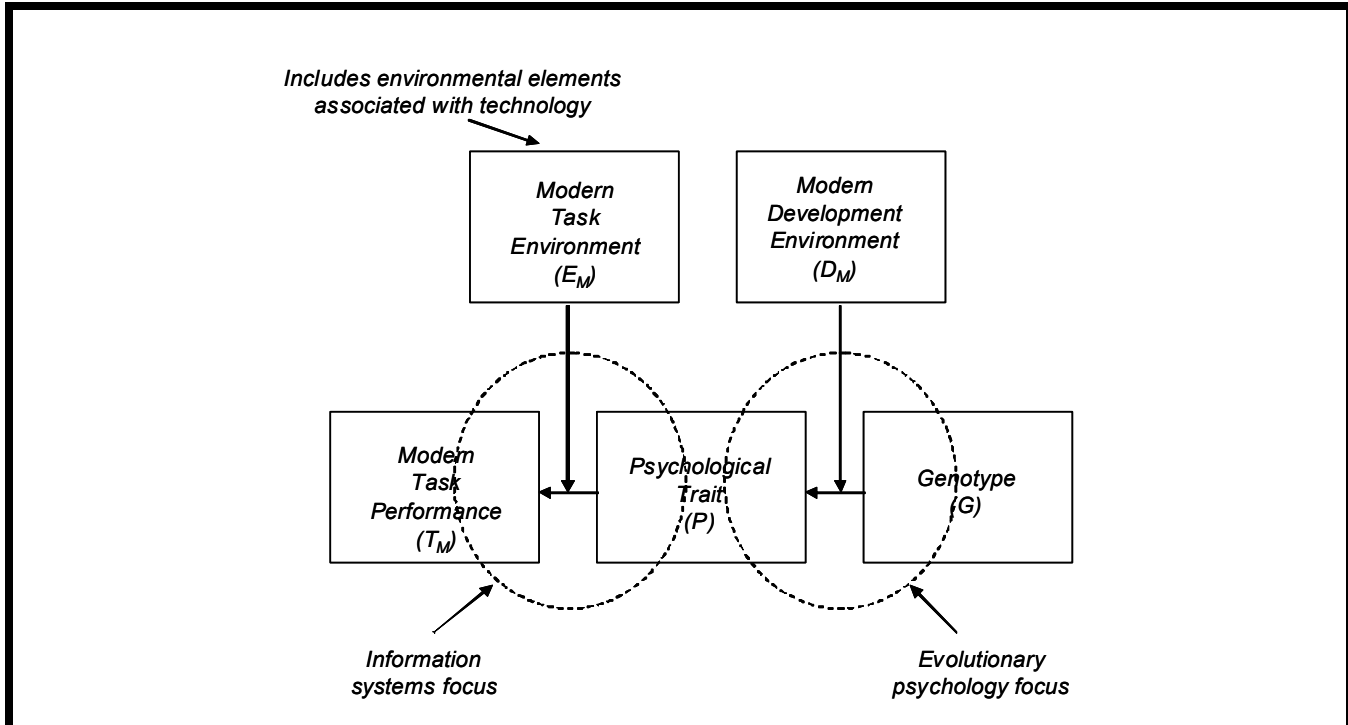 Includes environmental elements
associated with technology
Modern
Task
Environment
(E_M)
Modern
Development
Environment
(D_M)
Modern
Task
Performance
(T_M)
Psychological
Trait
(P)
Genotype
(G)
Information
systems focus
Evolutionary
psychology focus